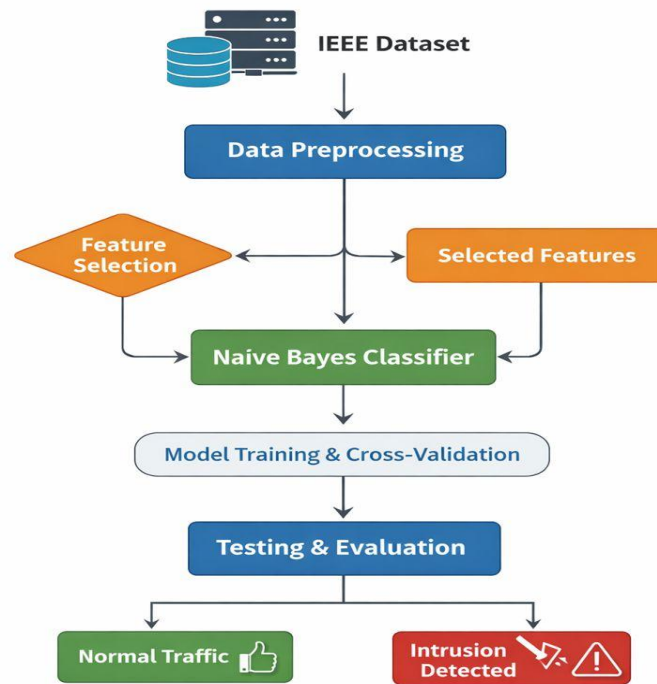 IEEE Dataset
Data Preprocessing
Feature
Selection
Selected Features
Naive Bayes Classifier
Model Training & Cross-Validation
Testing & Evaluation
Normal Traffic
Intrusion
Detected